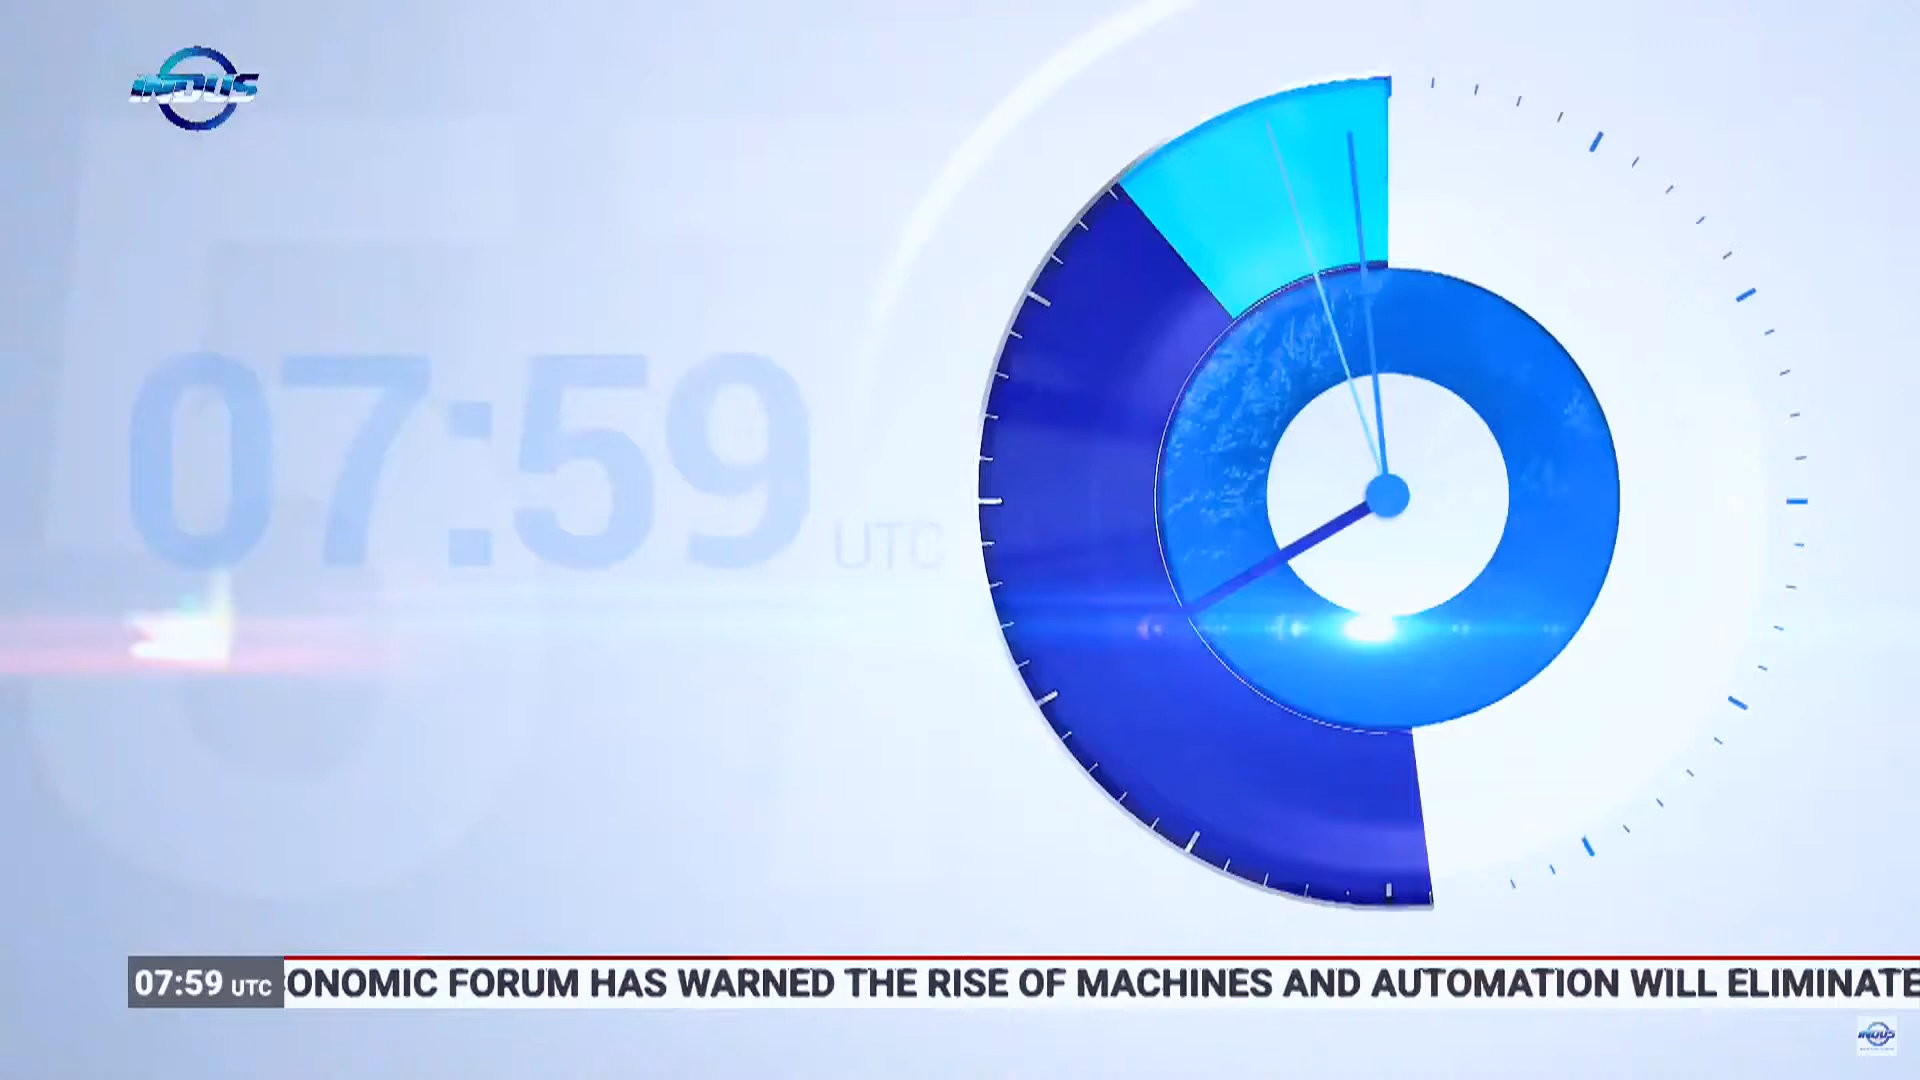 INDUS
07:59 UTC
07:59 UTC ONOMIC FORUM HAS WARNED THE RISE OF MACHINES AND AUTOMATION WILL ELIMINATE
INDUS